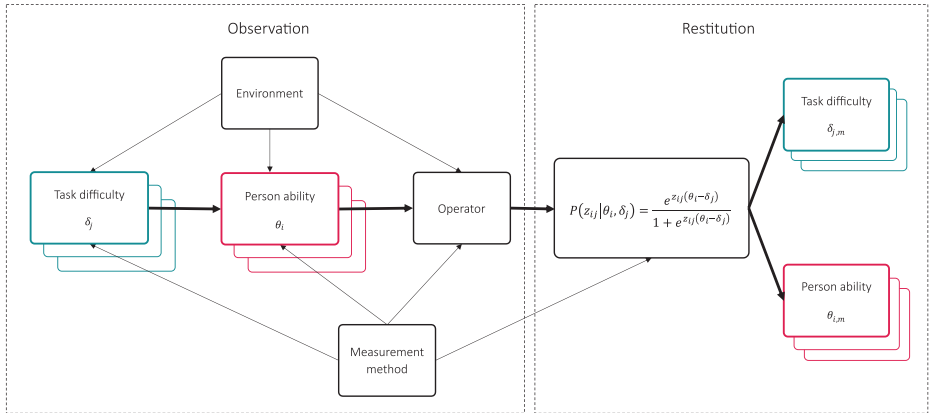 Observation
Restitution
Environment
Task difficulty
δⱼ
Person ability
θᵢ
Operator
P(zᵢⱼ|θᵢ, δⱼ) = e^{zᵢⱼ(θᵢ−δⱼ)} / 1 + e^{zᵢⱼ(θᵢ−δⱼ)}
Task difficulty
δⱼ,ₘ
Person ability
θᵢ,ₘ
Measurement
method